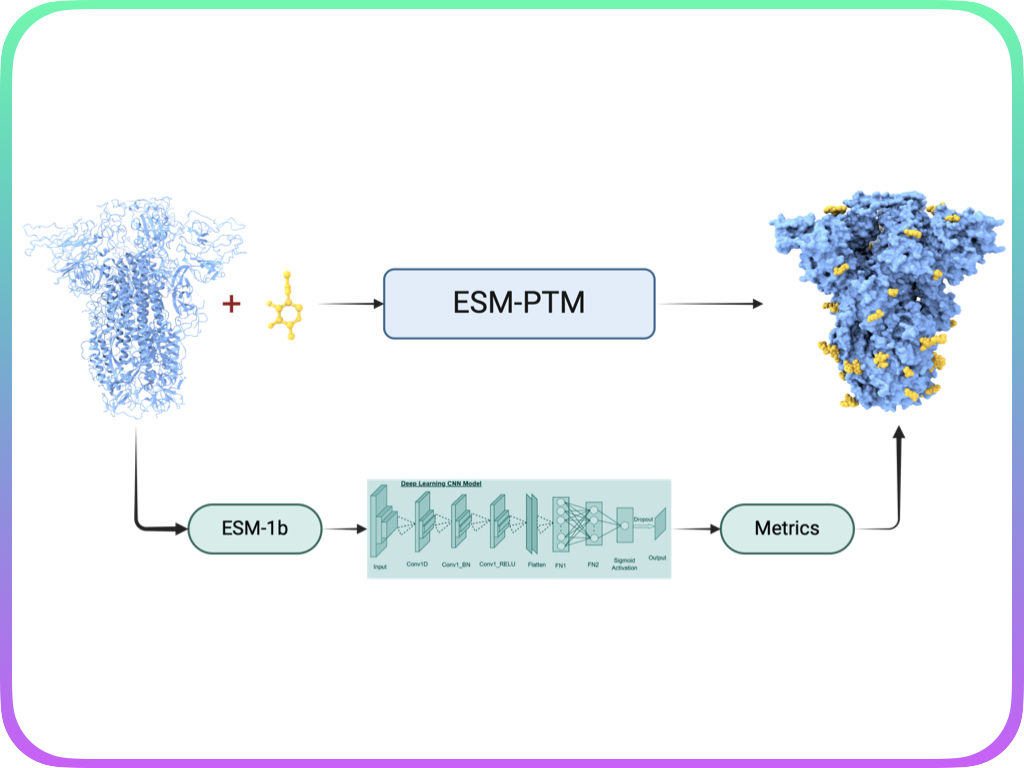 +
ESM-PTM
ESM-1b
Deep Learning CNN Model
Dropout
Input
Conv1D
Conv1_BN
Conv1_RELU
Flatten
FN1
FN2
Sigmoid
Activation
Output
Metrics